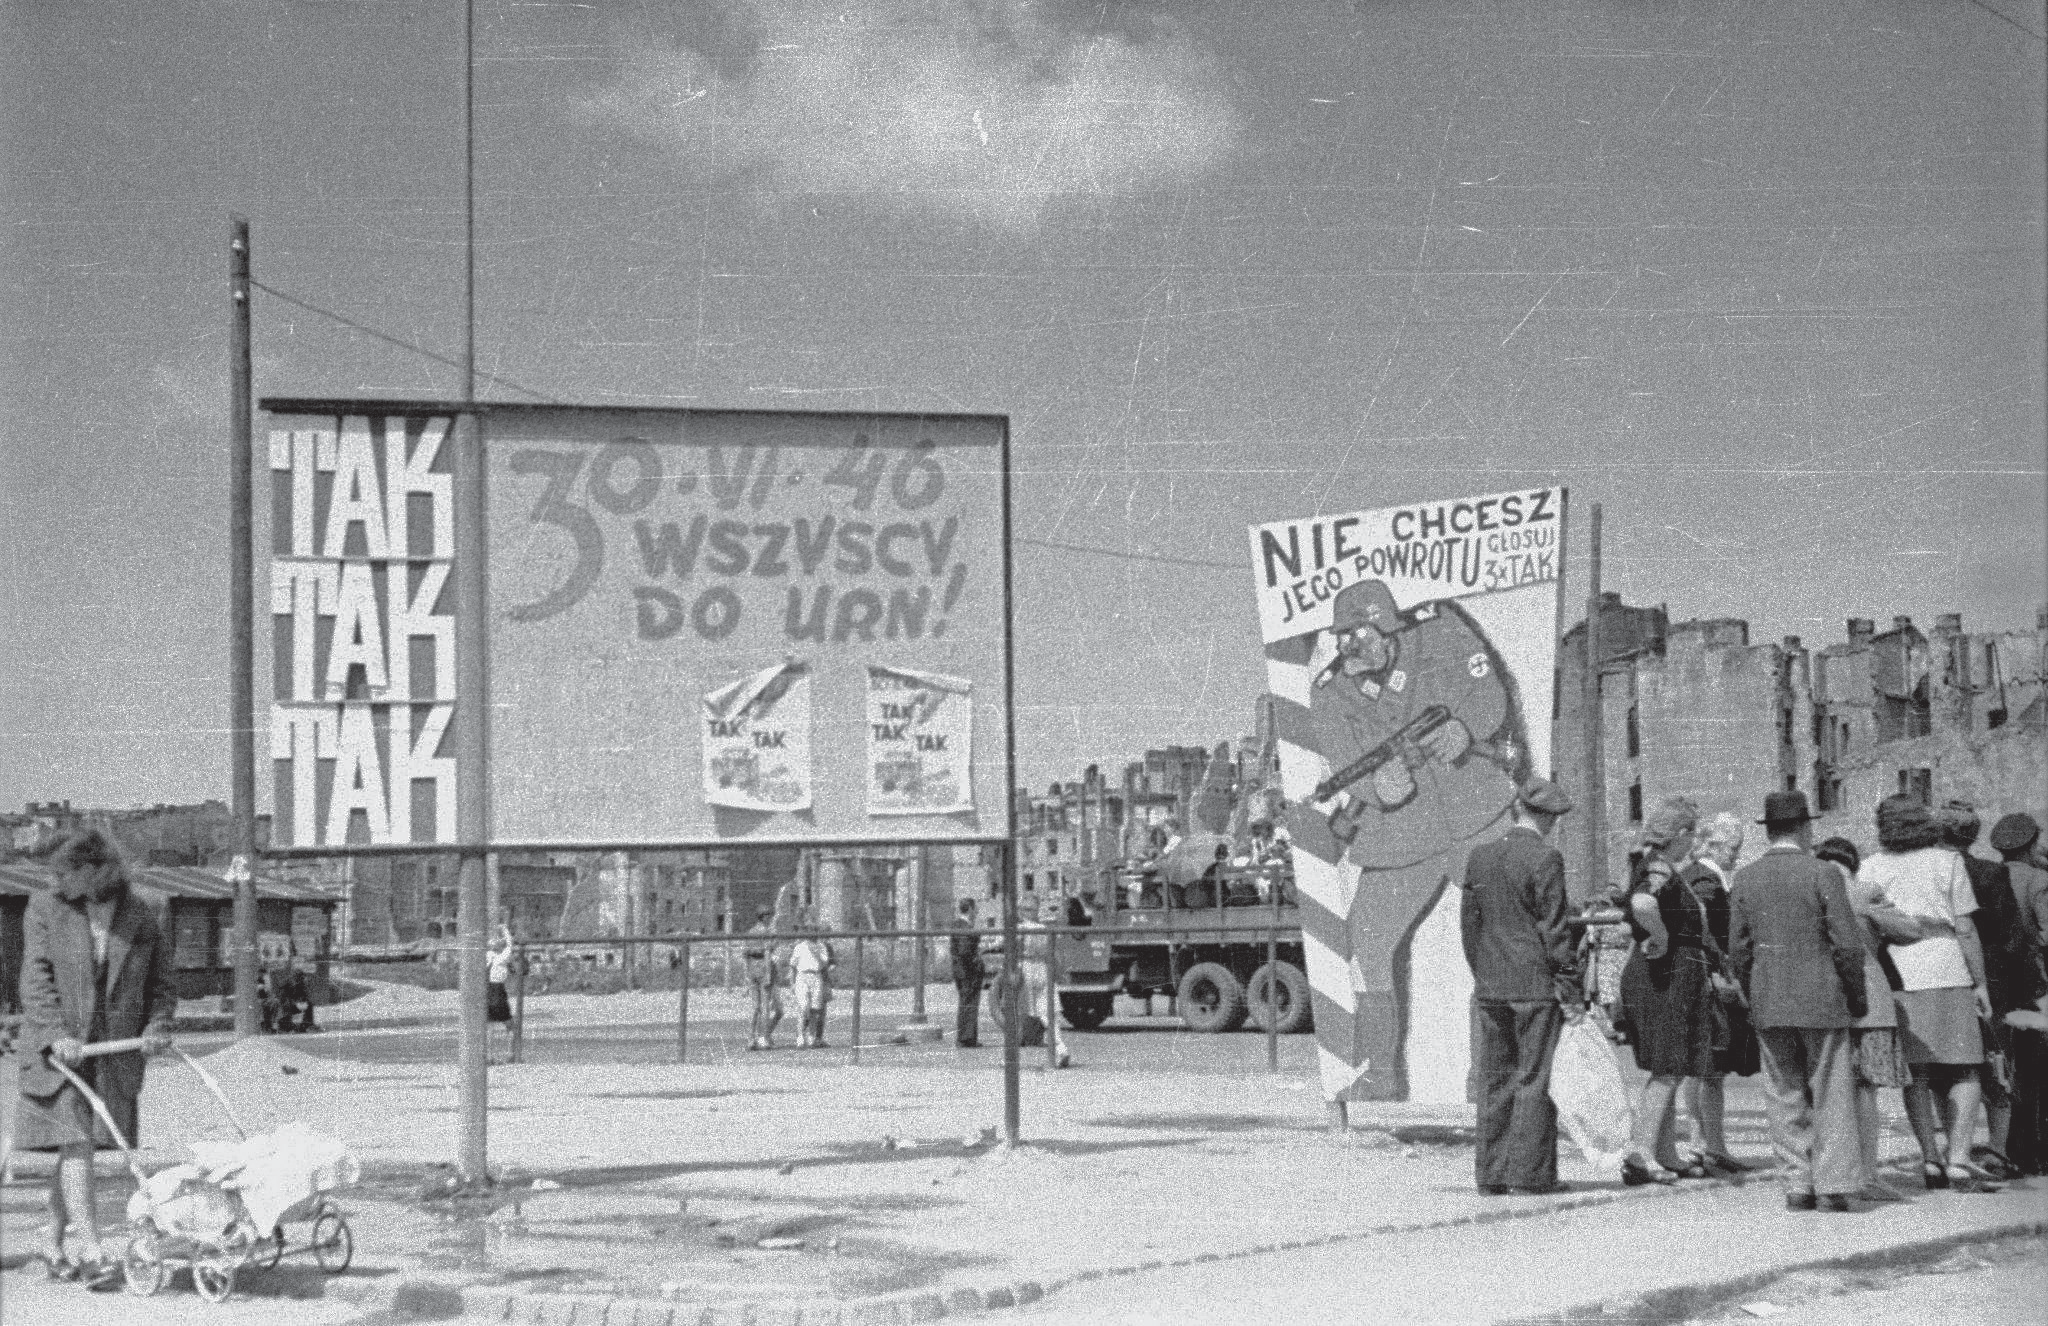 TAK
TAK
TAK
30·VI·46
WSZYSCY
DO URN!
TAK
TAK
TAK
TAK
TAK
NIE CHCESZ
JEGO POWROTU
GŁOSUJ
3×TAK